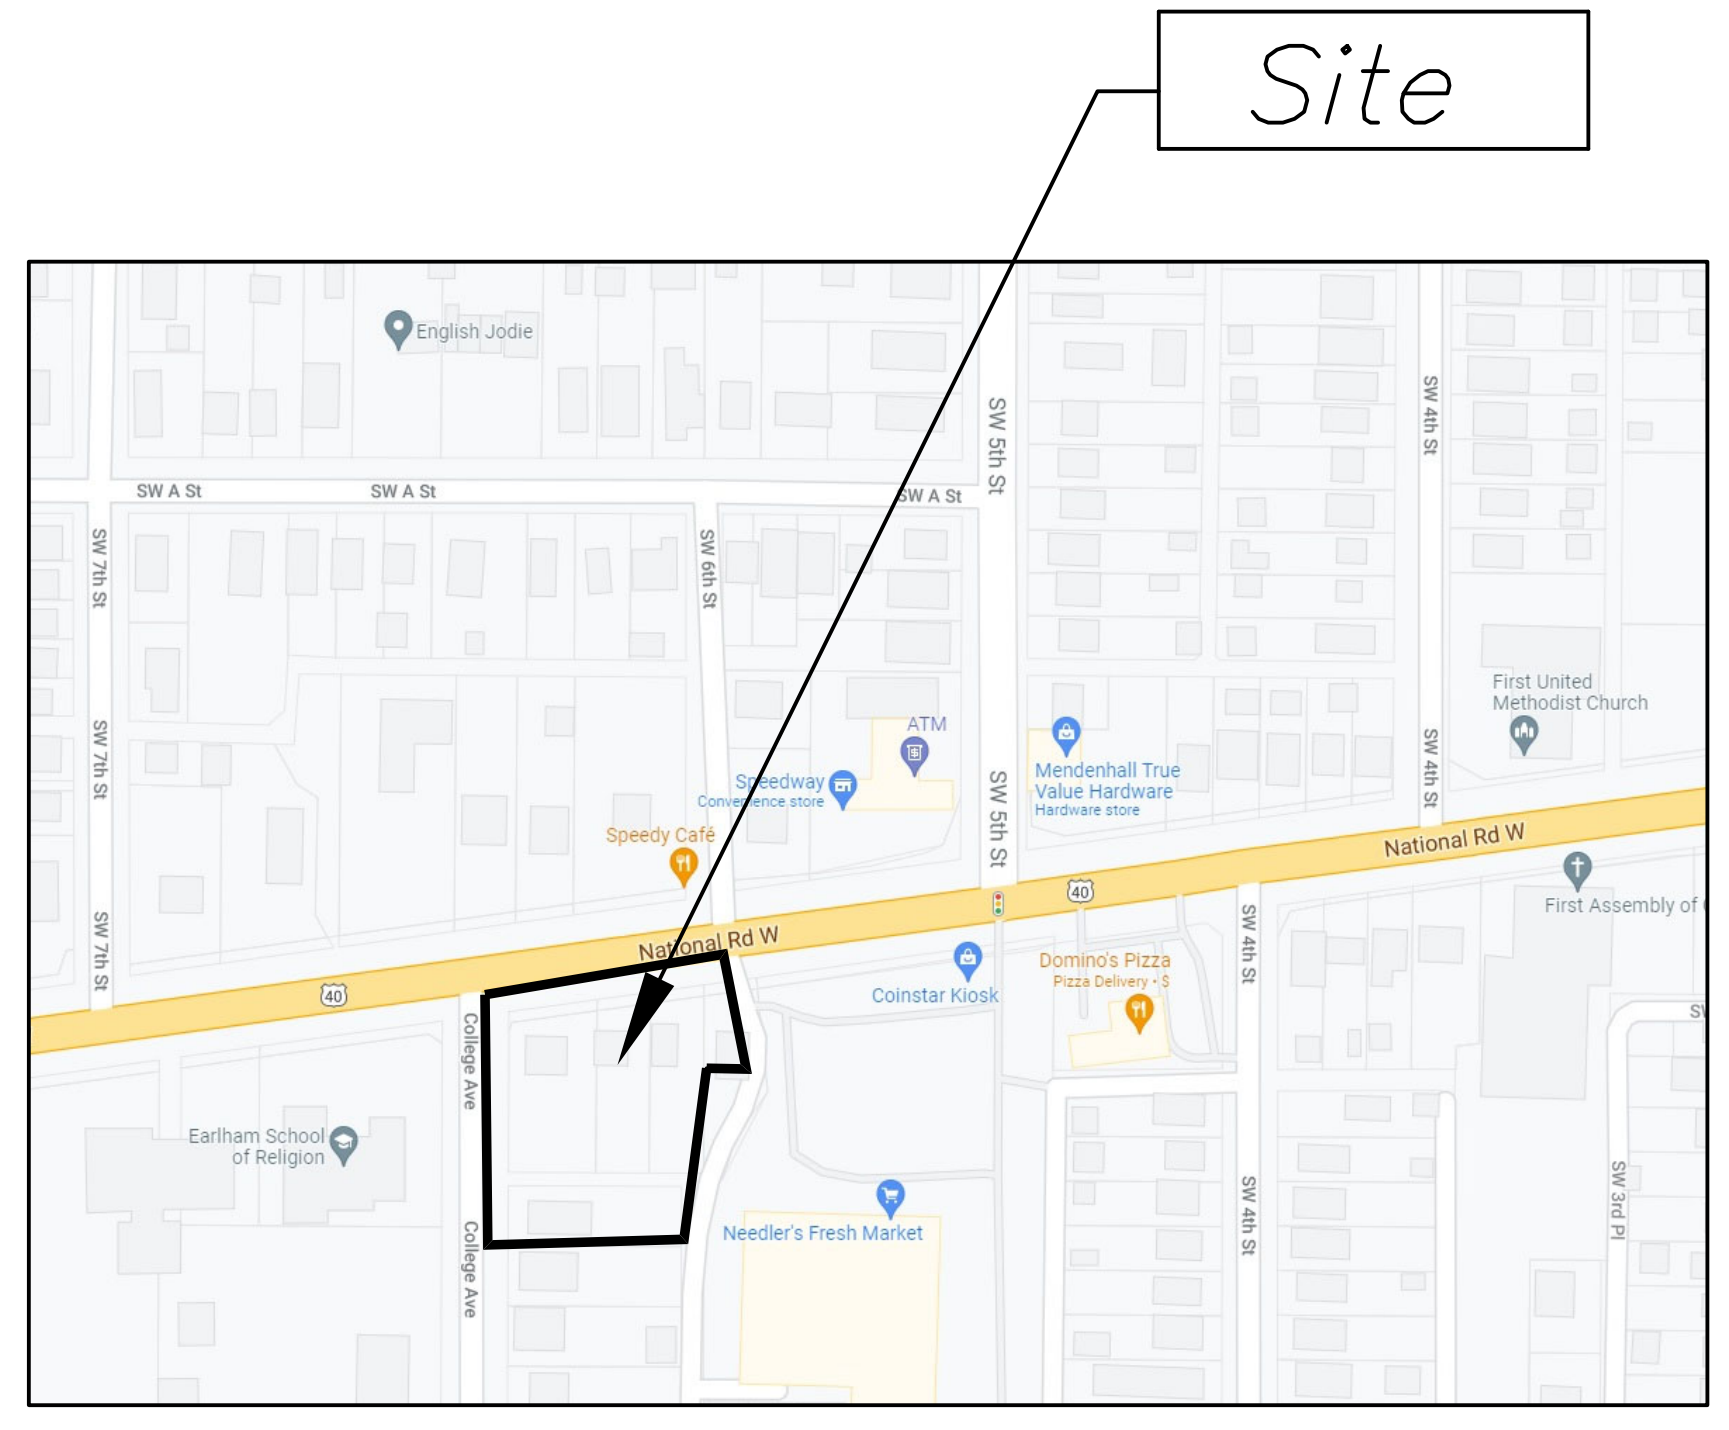 Site
English Jodie
SW 5th St
SW 4th St
SW A St
SW A St
SW A St
SW 7th St
SW 6th St
First United
Methodist Church
ATM
SW 7th St
SW 4th St
Mendenhall True
Value Hardware
Hardware store
Speedway
Convenience store
SW 5th St
Speedy Café
National Rd W
40
First Assembly of
SW 7th St
SW 4th St
National Rd W
Domino's Pizza
Pizza Delivery • $
Coinstar Kiosk
40
College Ave
Earlham School
of Religion
SW 3rd Pl
SW 4th St
Needler's Fresh Market
College Ave